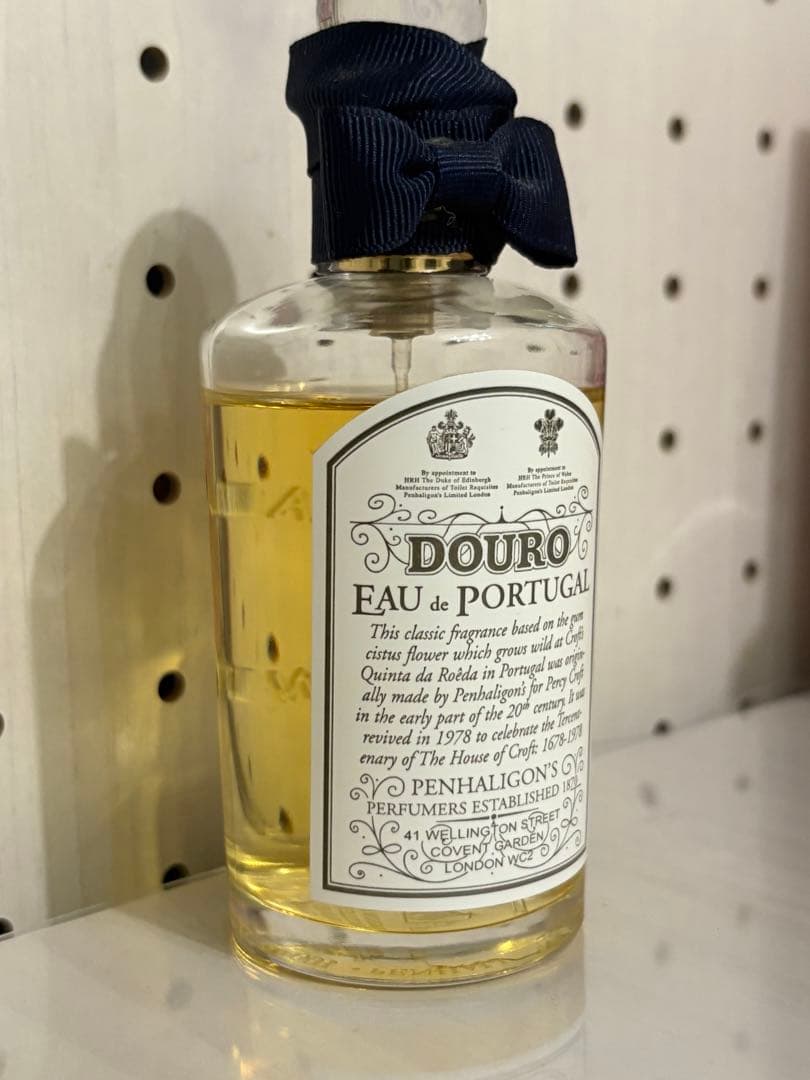 By appointment to
HRH The Duke of Edinburgh
Manufacturers of Toilet Requisites
Penhaligon's Limited London
By appointment to
HRH The Prince of Wales
Manufacturers of Toilet Requisites
Penhaligon's Limited London
DOURO
EAU de PORTUGAL
This classic fragrance based on the gum
cistus flower which grows wild at Croft's
Quinta da Roêda in Portugal was origin-
ally made by Penhaligon's for Percy Croft
in the early part of the 20th century. It was
revived in 1978 to celebrate the Tercent-
enary of The House of Croft: 1678-1978
PENHALIGON'S
PERFUMERS ESTABLISHED 1870
41 WELLINGTON STREET
COVENT GARDEN
LONDON WC2